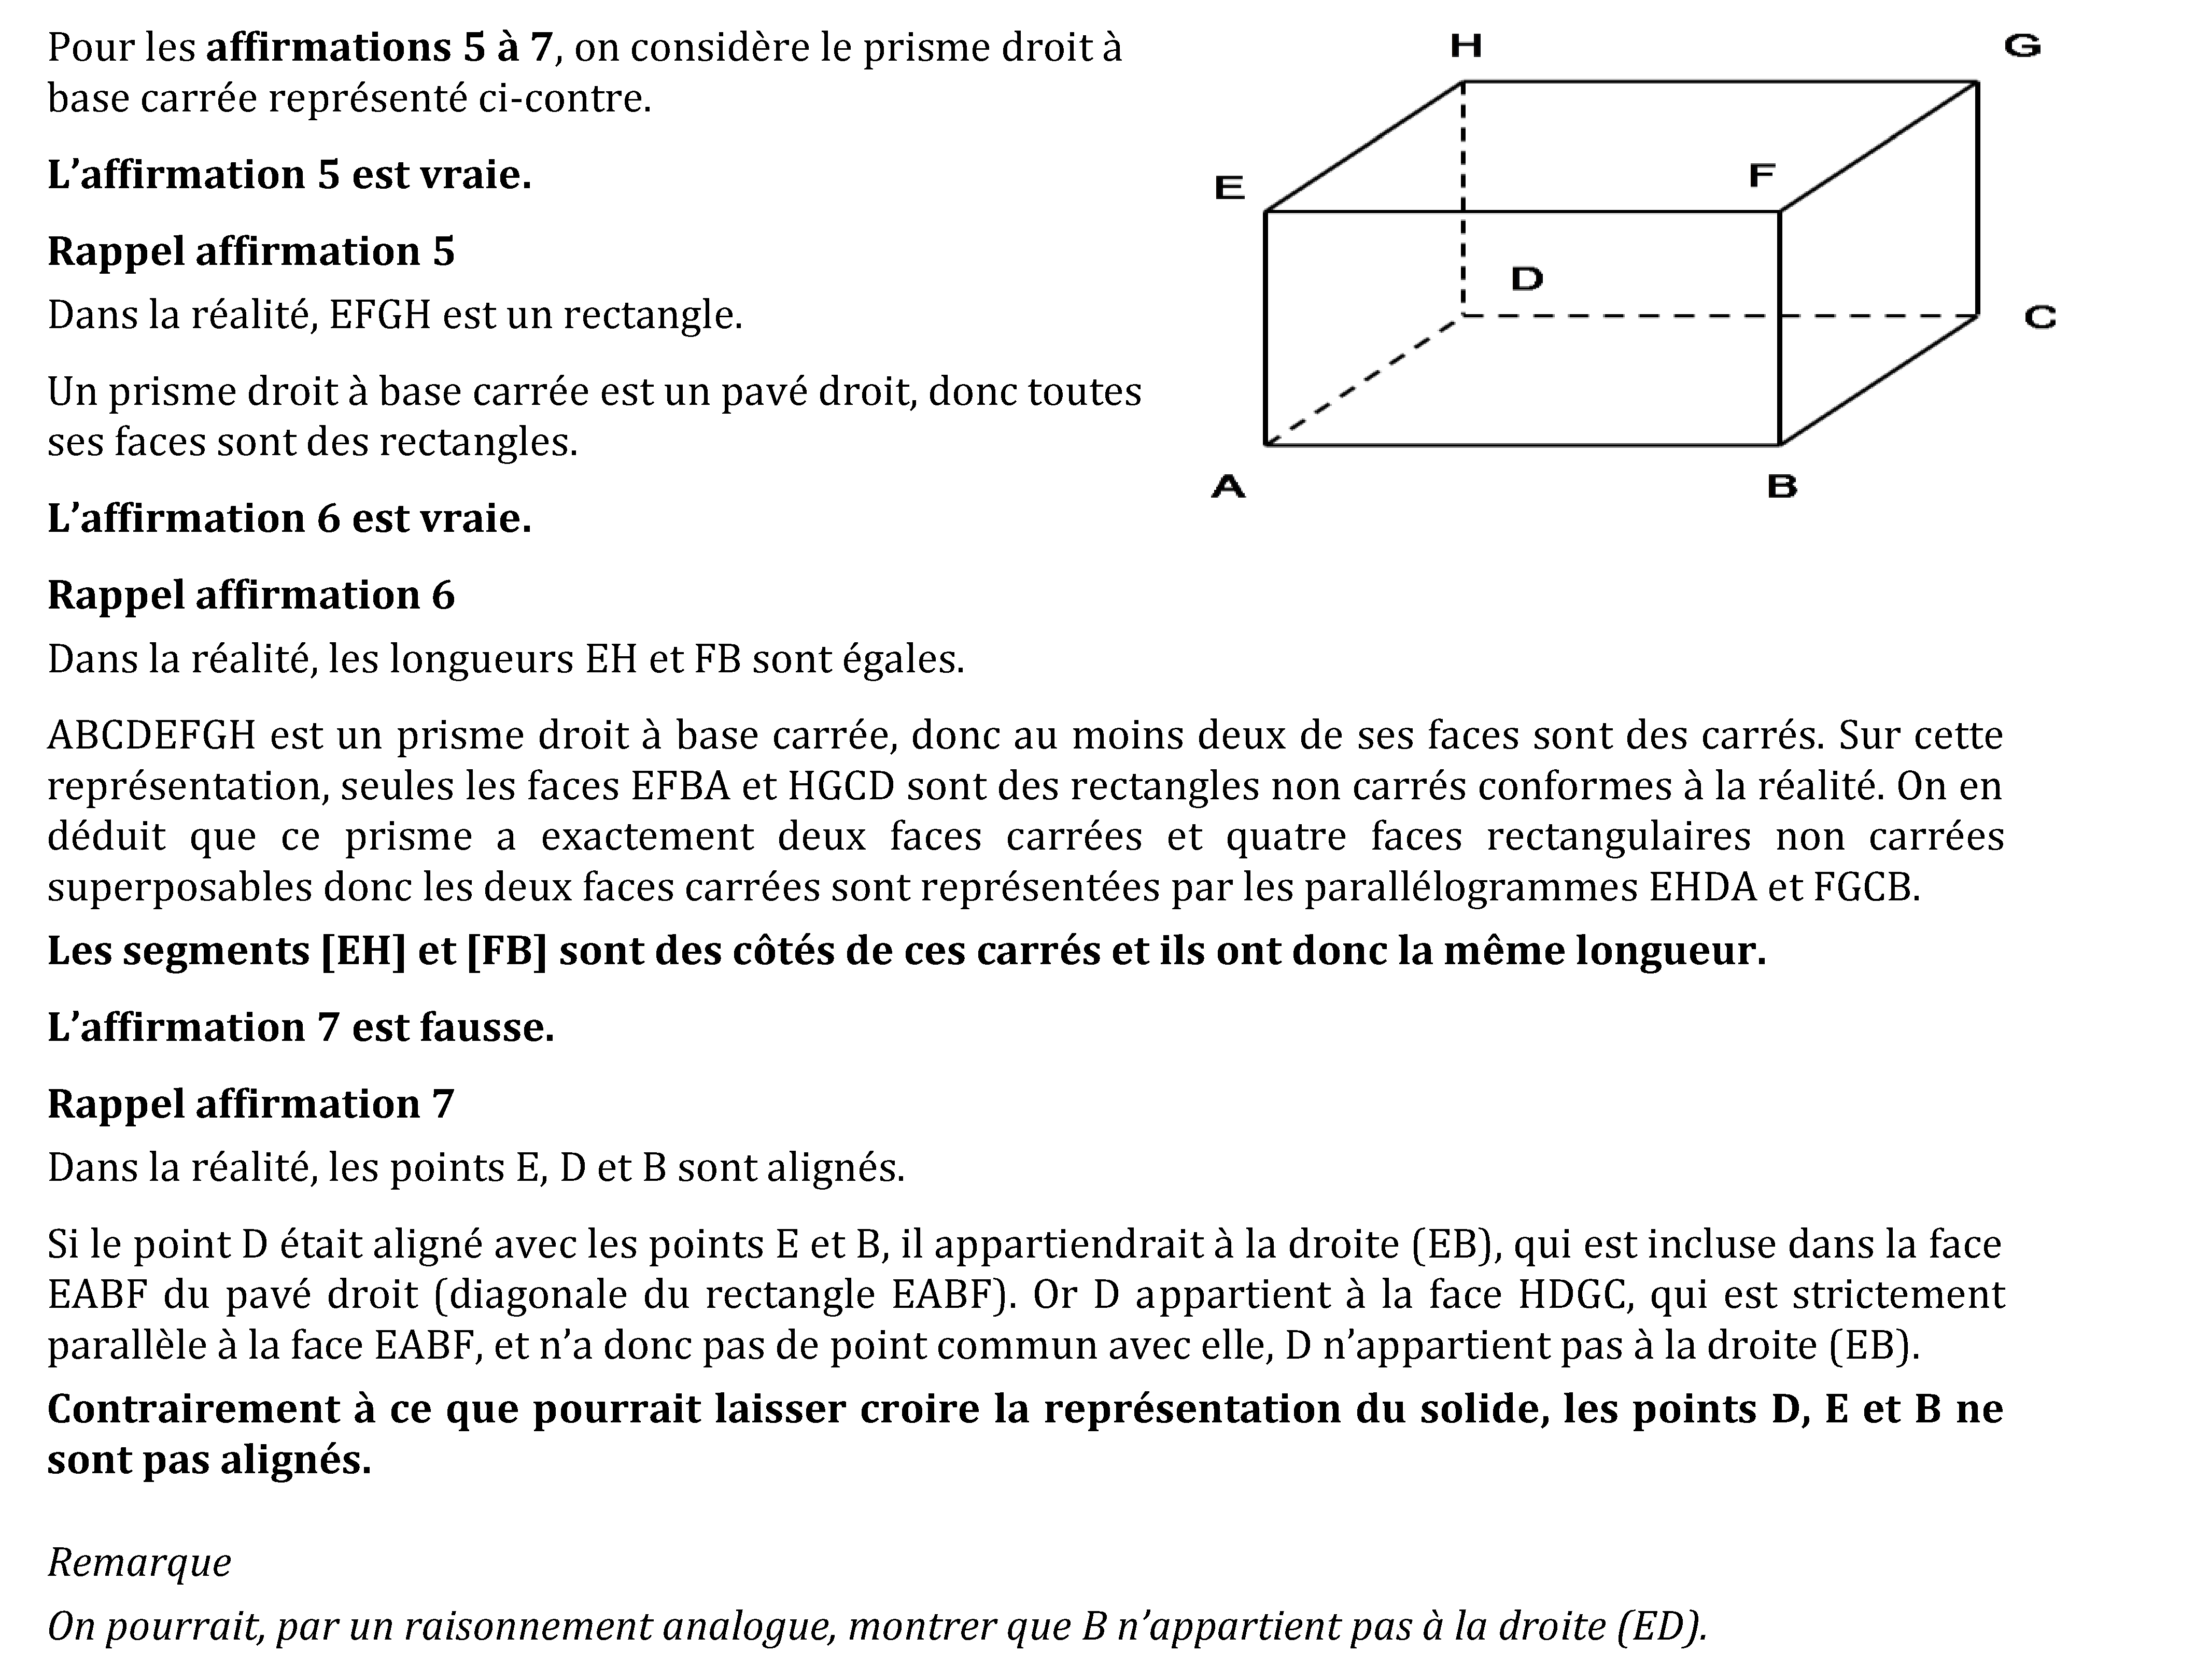 Pour les affirmations 5 à 7, on considère le prisme droit à
base carrée représenté ci-contre.
L’affirmation 5 est vraie.
Rappel affirmation 5
Dans la réalité, EFGH est un rectangle.
Un prisme droit à base carrée est un pavé droit, donc toutes
ses faces sont des rectangles.
H
G
E
F
D
C
A
B
L’affirmation 6 est vraie.
Rappel affirmation 6
Dans la réalité, les longueurs EH et FB sont égales.
ABCDEFGH est un prisme droit à base carrée, donc au moins deux de ses faces sont des carrés. Sur cette
représentation, seules les faces EFBA et HGCD sont des rectangles non carrés conformes à la réalité. On en
déduit que ce prisme a exactement deux faces carrées et quatre faces rectangulaires non carrées
superposables donc les deux faces carrées sont représentées par les parallélogrammes EHDA et FGCB.
Les segments [EH] et [FB] sont des côtés de ces carrés et ils ont donc la même longueur.
L’affirmation 7 est fausse.
Rappel affirmation 7
Dans la réalité, les points E, D et B sont alignés.
Si le point D était aligné avec les points E et B, il appartiendrait à la droite (EB), qui est incluse dans la face
EABF du pavé droit (diagonale du rectangle EABF). Or D appartient à la face HDGC, qui est strictement
parallèle à la face EABF, et n’a donc pas de point commun avec elle, D n’appartient pas à la droite (EB).
Contrairement à ce que pourrait laisser croire la représentation du solide, les points D, E et B ne
sont pas alignés.
Remarque
On pourrait, par un raisonnement analogue, montrer que B n’appartient pas à la droite (ED).